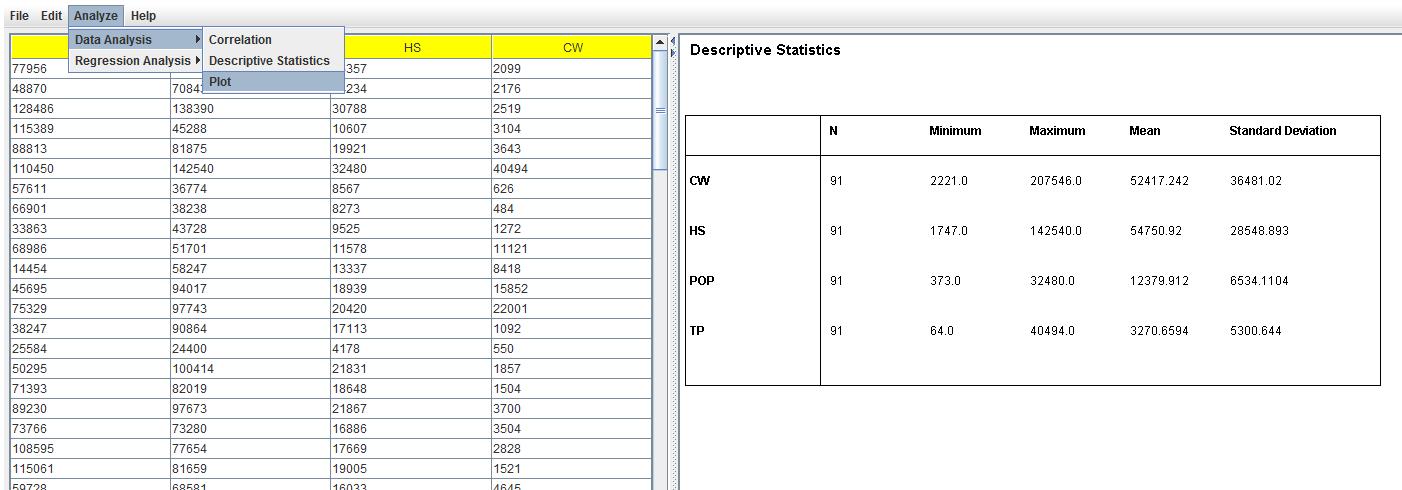 File Edit Analyze Help
Data Analysis
Regression Analysis
Correlation
Descriptive Statistics
Plot
HS CW
77956 357 2099
48870 7084 234 2176
128486 138390 30788 2519
115389 45288 10607 3104
88813 81875 19921 3643
110450 142540 32480 40494
57611 36774 8567 626
66901 38238 8273 484
33863 43728 9525 1272
68986 51701 11578 11121
14454 58247 13337 8418
45695 94017 18939 15852
75329 97743 20420 22001
38247 90864 17113 1092
25584 24400 4178 550
50295 100414 21831 1857
71393 82019 18648 1504
89230 97673 21867 3700
73766 73280 16886 3504
108595 77654 17669 2828
115061 81659 19005 1521
59728 68581 16033 4645
Descriptive Statistics
N Minimum Maximum Mean Standard Deviation
CW 91 2221.0 207546.0 52417.242 36481.02
HS 91 1747.0 142540.0 54750.92 28548.893
POP 91 373.0 32480.0 12379.912 6534.1104
TP 91 64.0 40494.0 3270.6594 5300.644